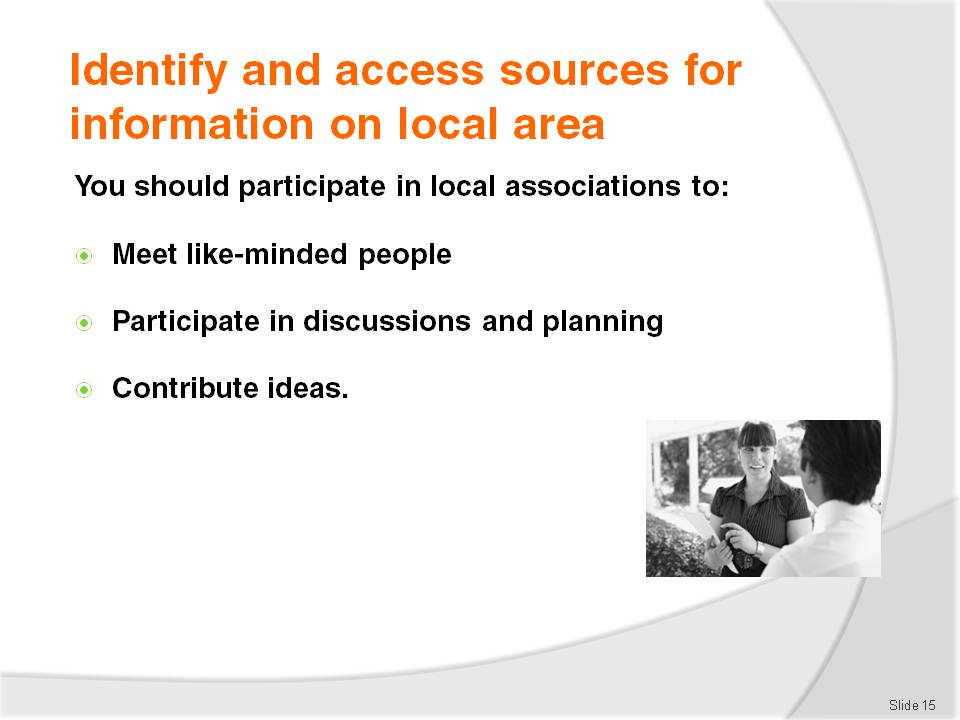 Identify and access sources for
information on local area
You should participate in local associations to:
Meet like-minded people
Participate in discussions and planning
Contribute ideas.
Slide 15